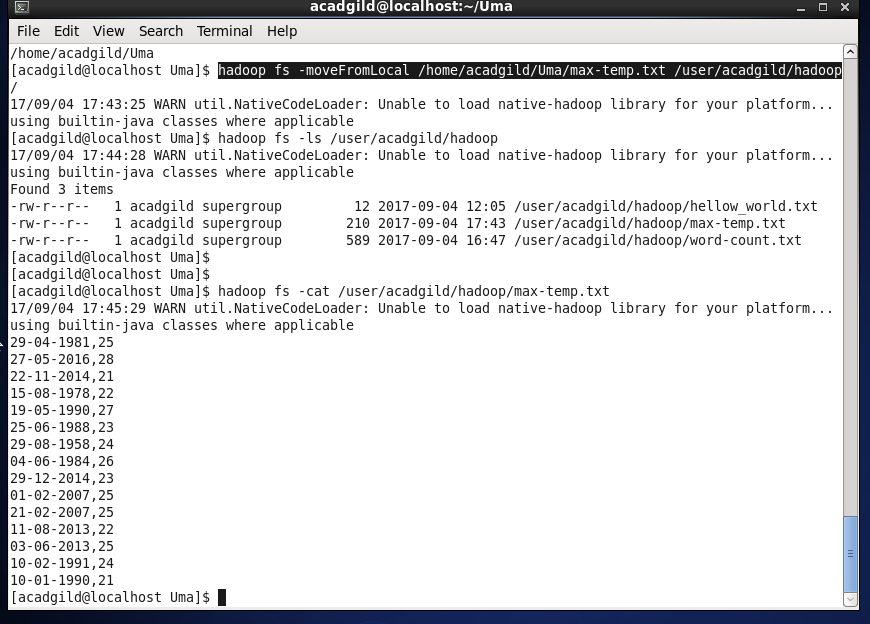 acadgild@localhost:~/Uma
File Edit View Search Terminal Help
/home/acadgild/Uma
[acadgild@localhost Uma]$ hadoop fs -moveFromLocal /home/acadgild/Uma/max-temp.txt /user/acadgild/hadoop
/
17/09/04 17:43:25 WARN util.NativeCodeLoader: Unable to load native-hadoop library for your platform...
using builtin-java classes where applicable
[acadgild@localhost Uma]$ hadoop fs -ls /user/acadgild/hadoop
17/09/04 17:44:28 WARN util.NativeCodeLoader: Unable to load native-hadoop library for your platform...
using builtin-java classes where applicable
Found 3 items
-rw-r--r--   1 acadgild supergroup         12 2017-09-04 12:05 /user/acadgild/hadoop/hellow_world.txt
-rw-r--r--   1 acadgild supergroup        210 2017-09-04 17:43 /user/acadgild/hadoop/max-temp.txt
-rw-r--r--   1 acadgild supergroup        589 2017-09-04 16:47 /user/acadgild/hadoop/word-count.txt
[acadgild@localhost Uma]$
[acadgild@localhost Uma]$
[acadgild@localhost Uma]$ hadoop fs -cat /user/acadgild/hadoop/max-temp.txt
17/09/04 17:45:29 WARN util.NativeCodeLoader: Unable to load native-hadoop library for your platform...
using builtin-java classes where applicable
29-04-1981,25
27-05-2016,28
22-11-2014,21
15-08-1978,22
19-05-1990,27
25-06-1988,23
29-08-1958,24
04-06-1984,26
29-12-2014,23
01-02-2007,25
21-02-2007,25
11-08-2013,22
03-06-2013,25
10-02-1991,24
10-01-1990,21
[acadgild@localhost Uma]$